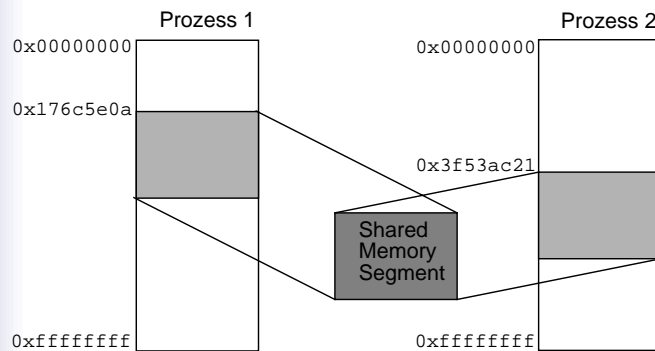 Prozess 1
0x00000000
0x176c5e0a
0xffffffff
Shared
Memory
Segment
Prozess 2
0x00000000
0x3f53ac21
0xffffffff